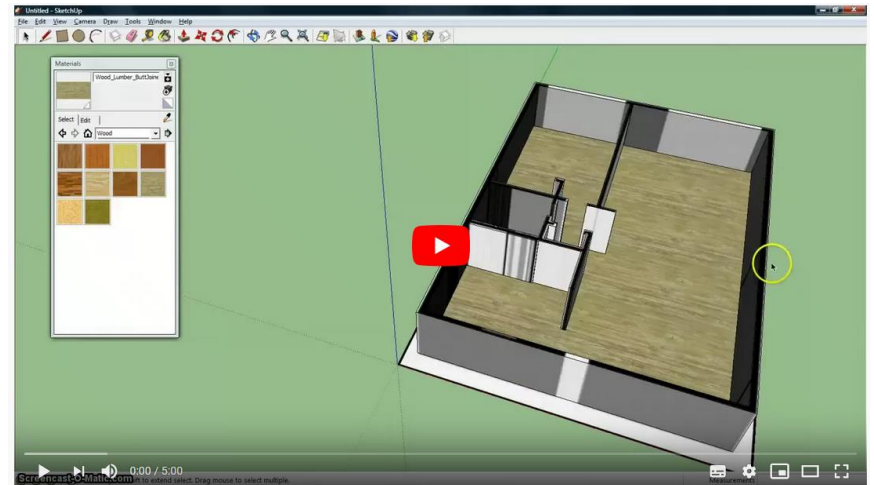 Untitled - SketchUp
File Edit View Camera Draw Tools Window Help
Materials
Wood_Lumber_ButtJoine
Select Edit
Wood
0:00 / 5:00
Screencast-O-Matic.com
to extend select. Drag mouse to select multiple.
Measurements